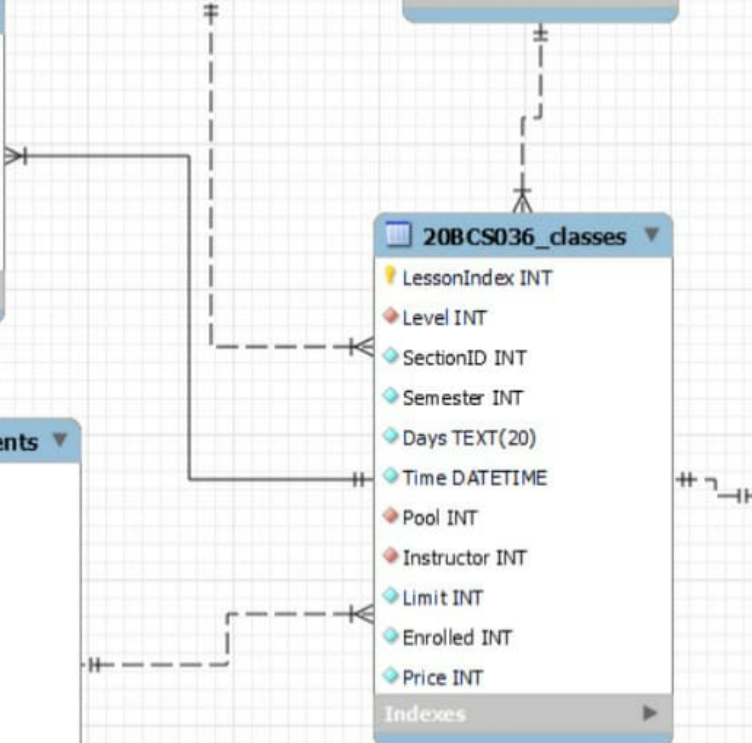 20BCS036_classes
LessonIndex INT
Level INT
SectionID INT
Semester INT
Days TEXT(20)
ents
Time DATETIME
Pool INT
Instructor INT
Limit INT
Enrolled INT
Price INT
Indexes